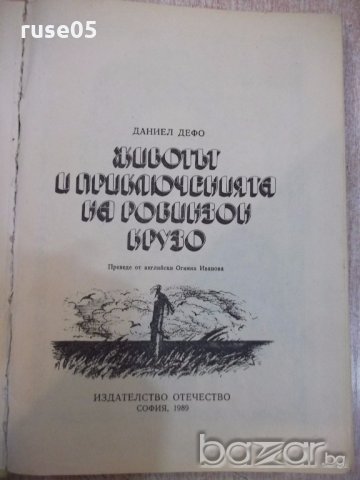 ruse05
ДАНИЕЛ ДЕФО
ЖИВОТЪТ
И ПРИКЛЮЧЕНИЯТА
НА РОБИНЗОН
КРУЗО
Преведе от английски Огняна Иванова
ИЗДАТЕЛСТВО ОТЕЧЕСТВО
СОФИЯ, 1989
bazar.bg